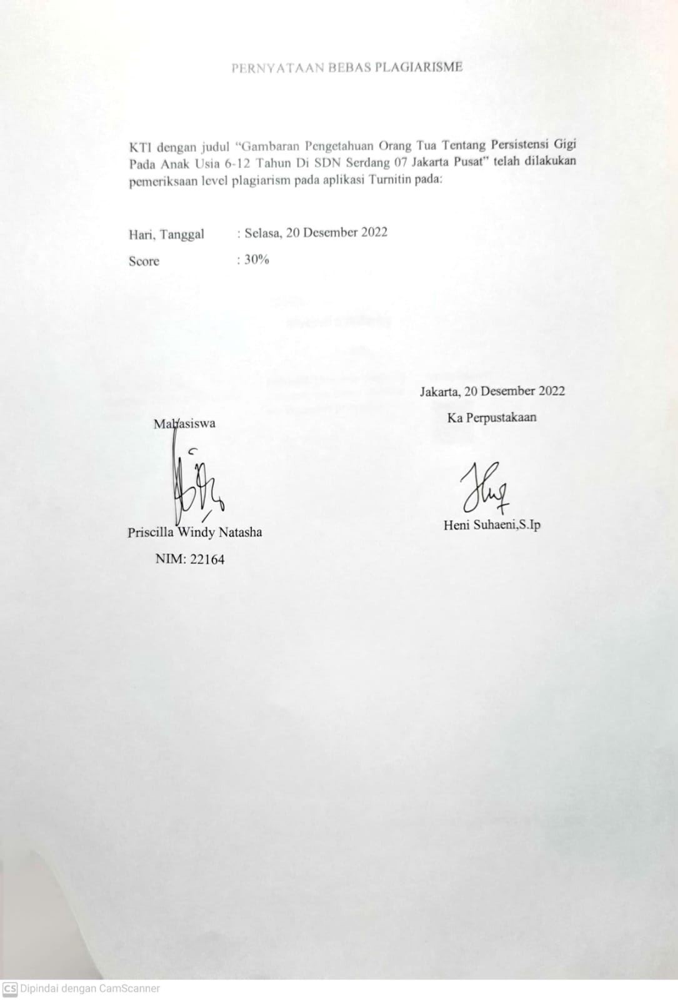 PERNYATAAN BEBAS PLAGIARISME
KTI dengan judul “Gambaran Pengetahuan Orang Tua Tentang Persistensi Gigi
Pada Anak Usia 6-12 Tahun Di SDN Serdang 07 Jakarta Pusat” telah dilakukan
pemeriksaan level plagiarism pada aplikasi Turnitin pada:
Hari, Tanggal : Selasa, 20 Desember 2022
Score : 30%
Jakarta, 20 Desember 2022
Mahasiswa
Ka Perpustakaan
Priscilla Windy Natasha
Heni Suhaeni,S.Ip
NIM: 22164
CS Dipindai dengan CamScanner